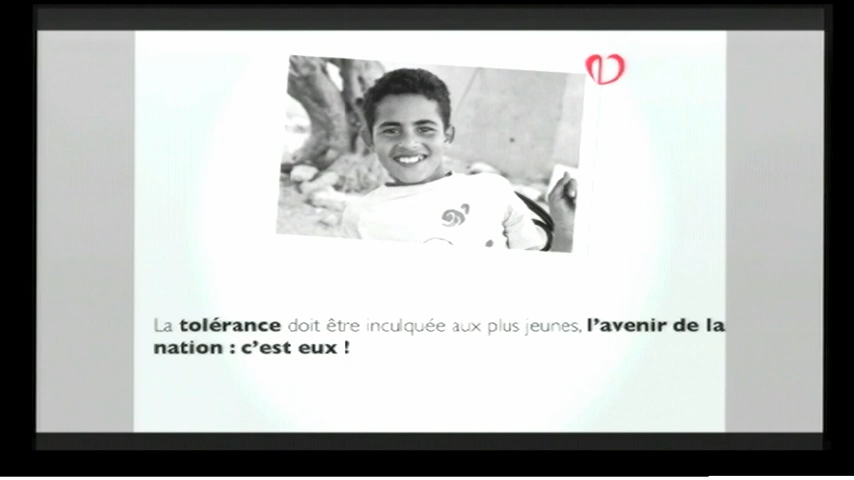 La tolérance doit être inculquée aux plus jeunes, l'avenir de la
nation : c'est eux !